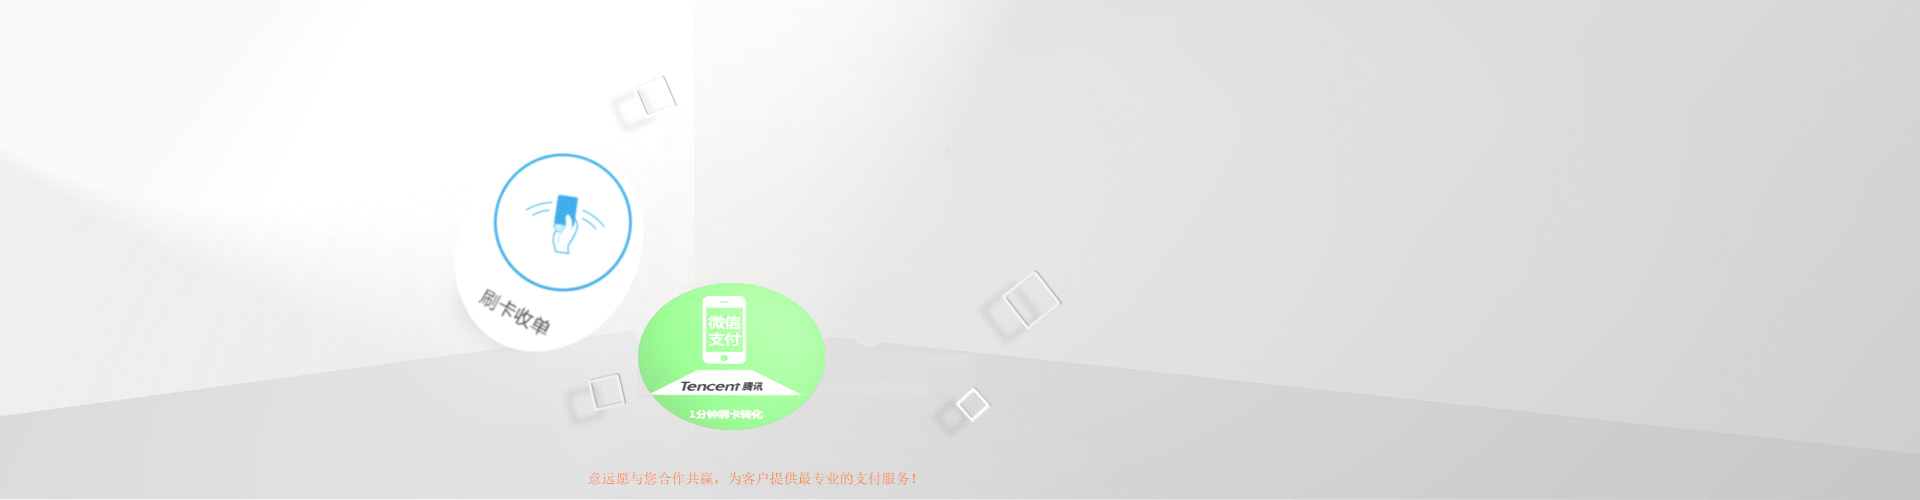 刷卡收单
微信
支付
Tencent 腾讯
1分钟绑卡转化
意远愿与您合作共赢，为客户提供最专业的支付服务！